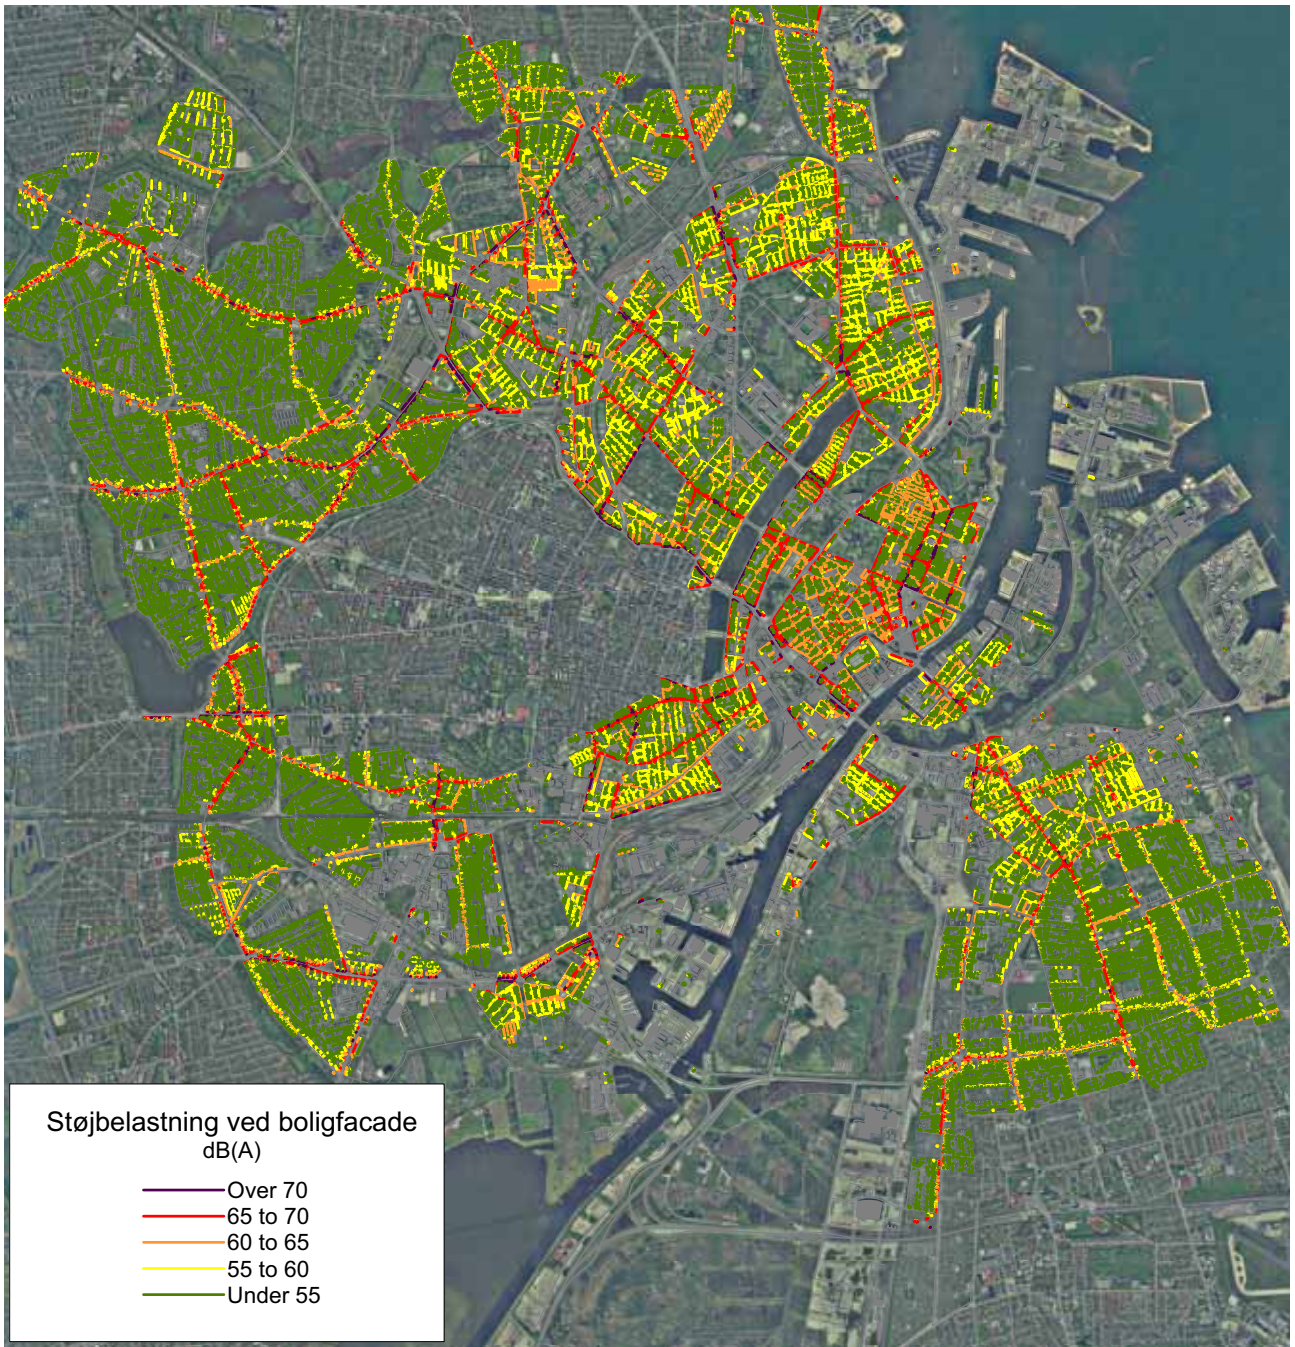 Støjbelastning ved boligfacade
dB(A)
Over 70
65 to 70
60 to 65
55 to 60
Under 55